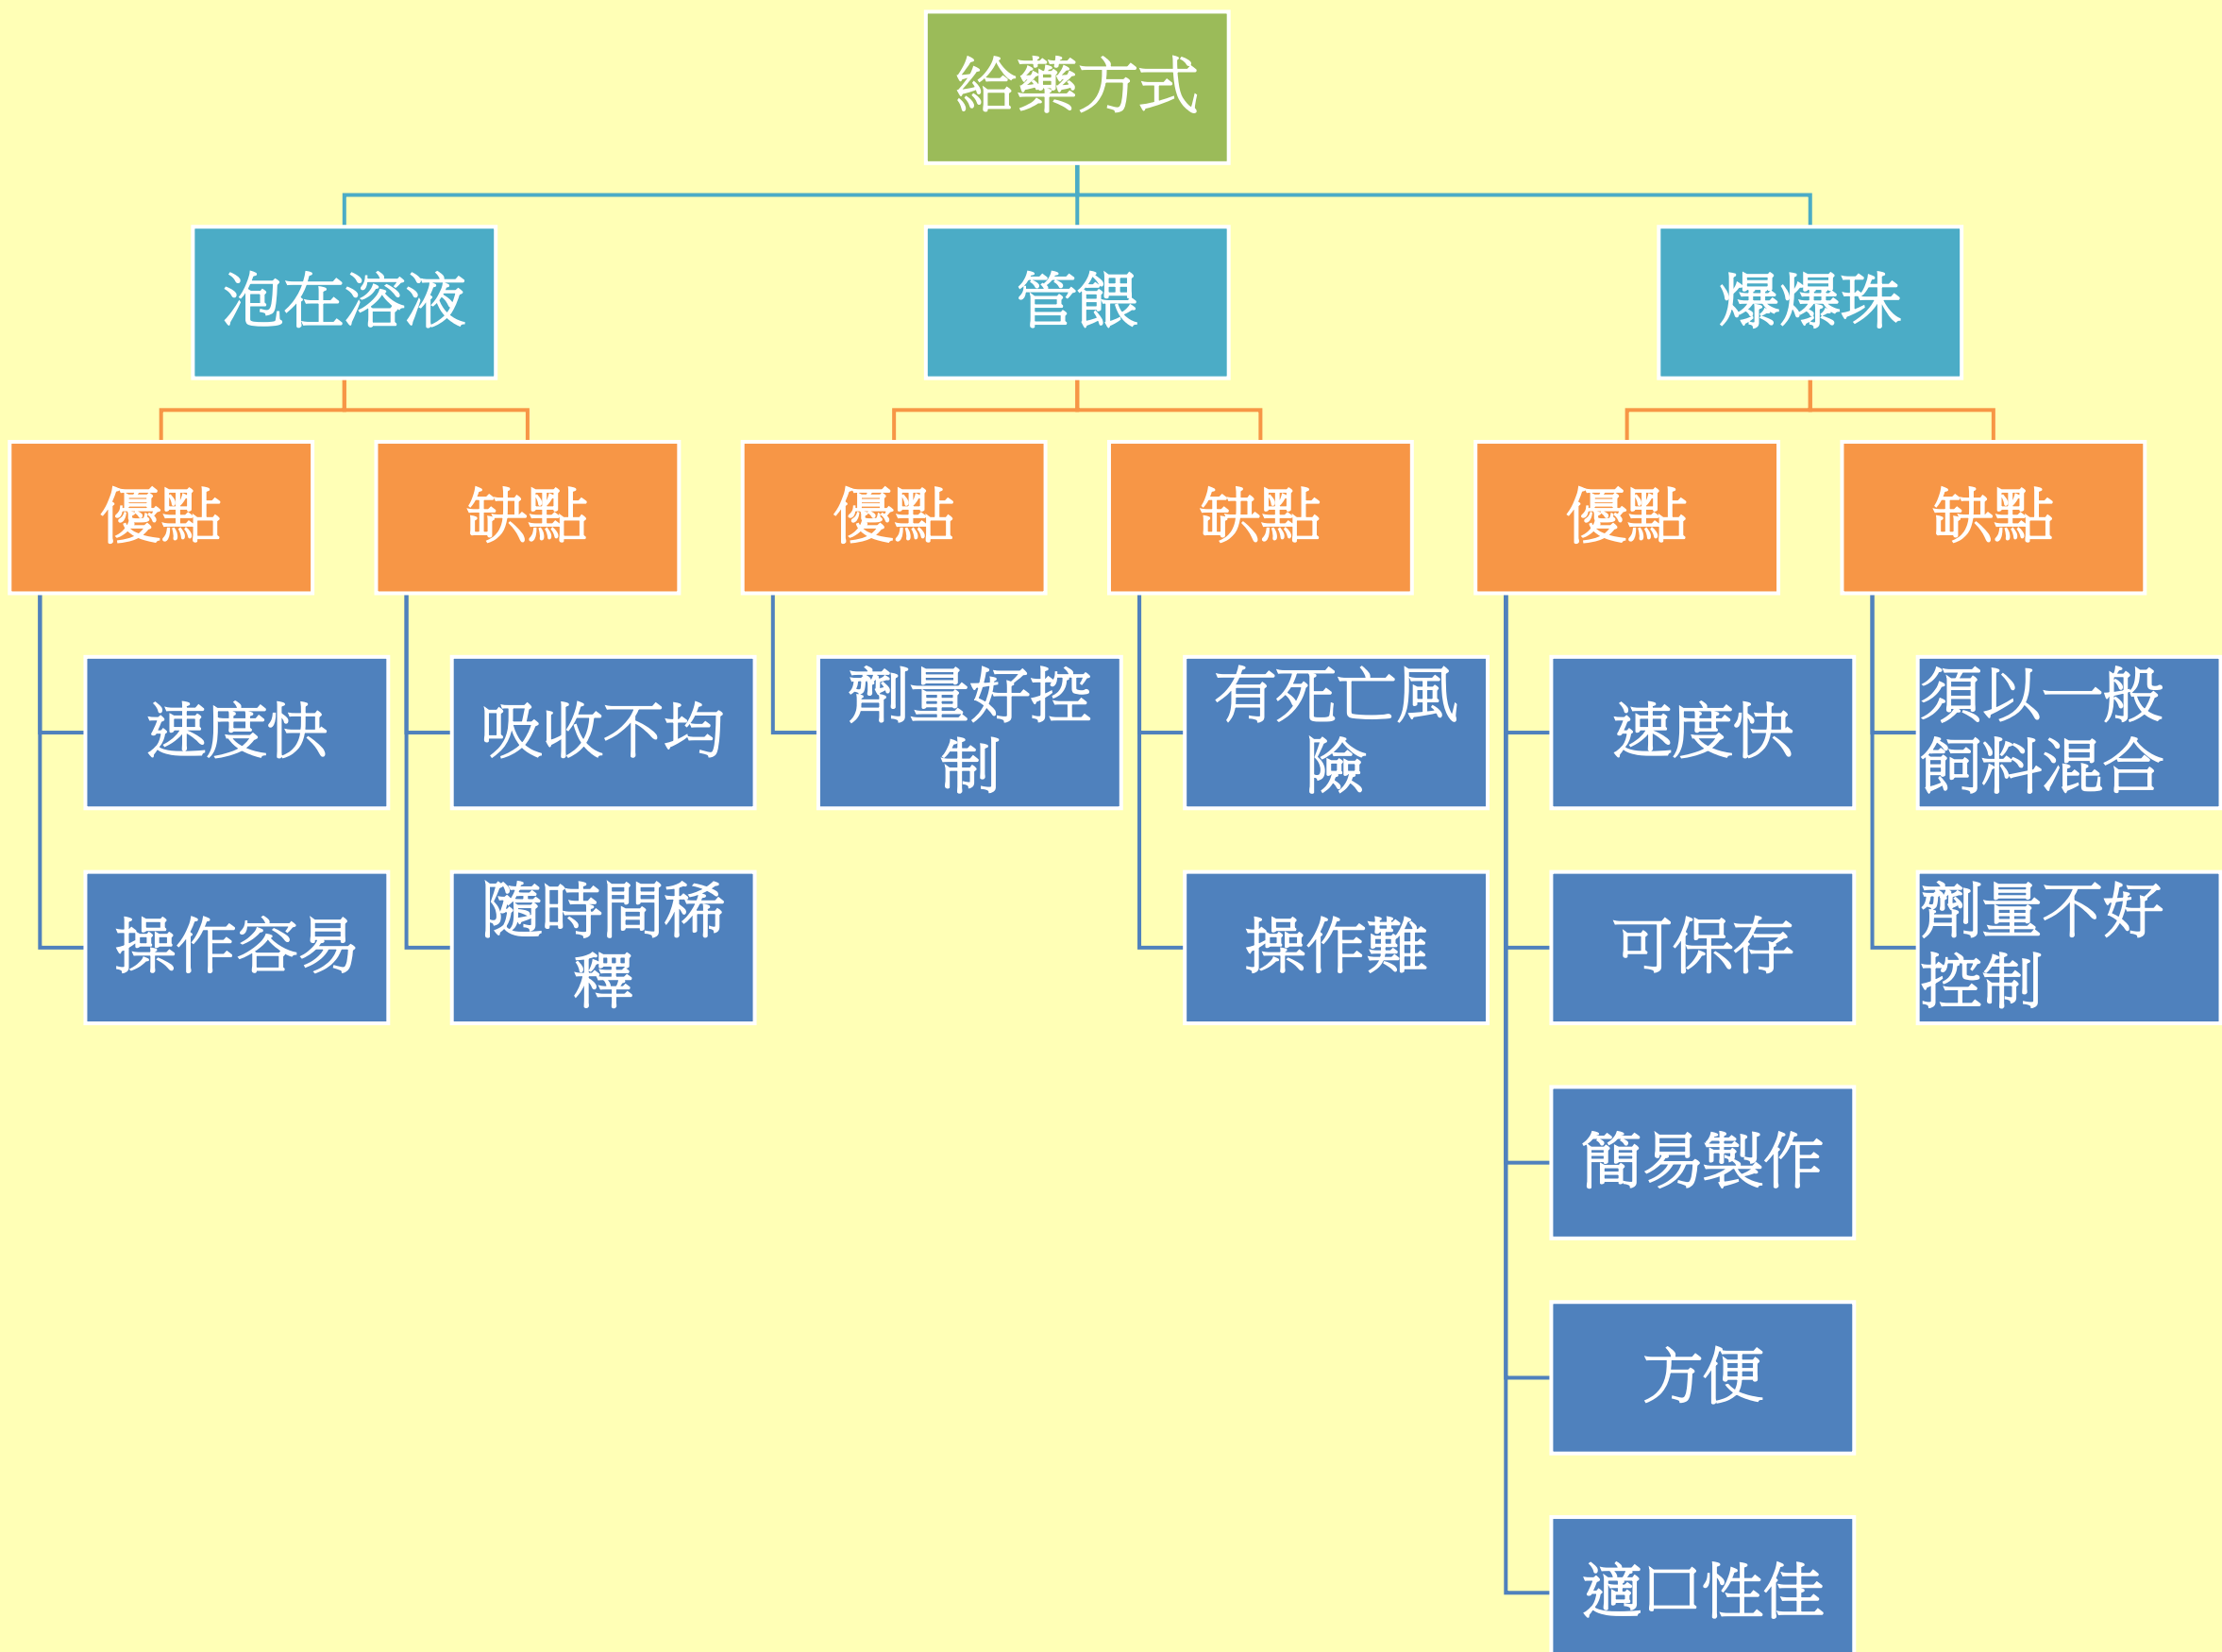 給藥方式
泡在溶液
管餵
爆爆珠
優點
缺點
優點
缺點
優點
缺點
速度快
吸收不均
劑量好控
制
有死亡風
險
速度快
須以一般
飼料混合
操作容易
隨時間稀
釋
操作難
可保存
劑量不好
控制
簡易製作
方便
適口性佳